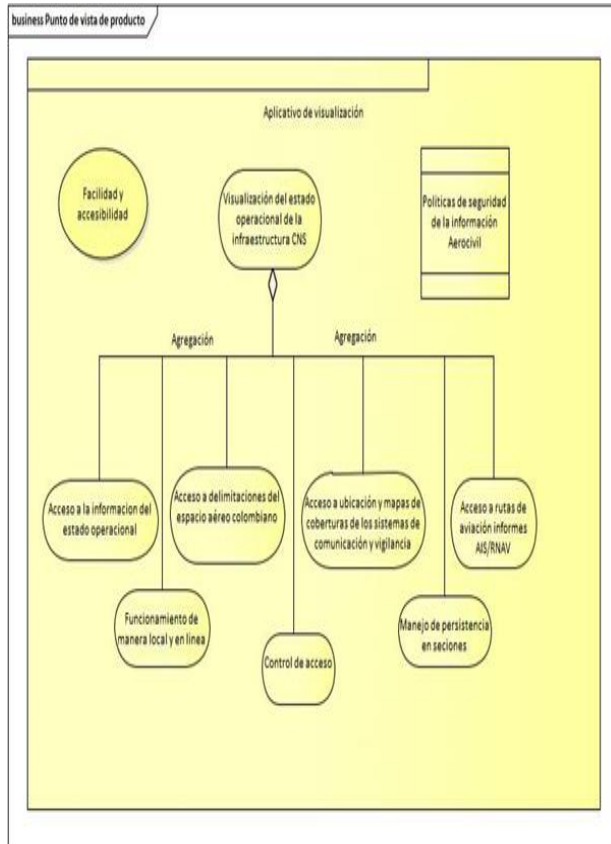 business Punto de vista de producto
Aplicativo de visualización
Facilidad y
accesibilidad
Visualización del estado
operacional de la
infraestructura CNS
Políticas de seguridad
de la información
Aerocivil
Agregación
Agregación
Acceso a la informacion del
estado operacional
Acceso a delimitaciones del
espacio aéreo colombiano
Acceso a ubicación y mapas de
coberturas de los sistemas de
comunicación y vigilancia
Acceso a rutas de
aviación informes
AIS/RNAV
Funcionamiento de
manera local y en linea
Control de acceso
Manejo de persistencia
en seciones